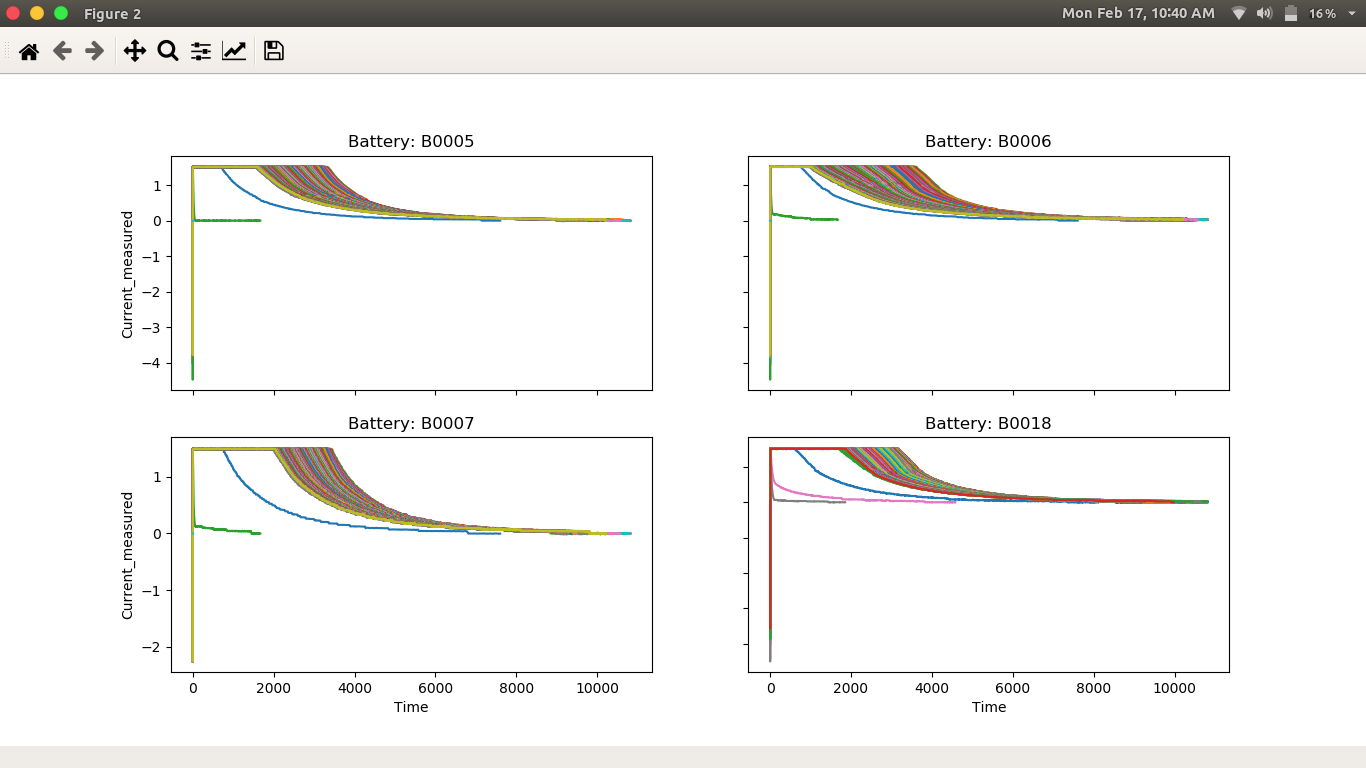 Figure 2
Mon Feb 17, 10:40 AM
16%
Battery: B0005
Battery: B0006
1
0
−1
−2
−3
−4
Current_measured
Battery: B0007
Battery: B0018
1
0
−1
−2
Current_measured
0 2000 4000 6000 8000 10000
0 2000 4000 6000 8000 10000
Time
Time